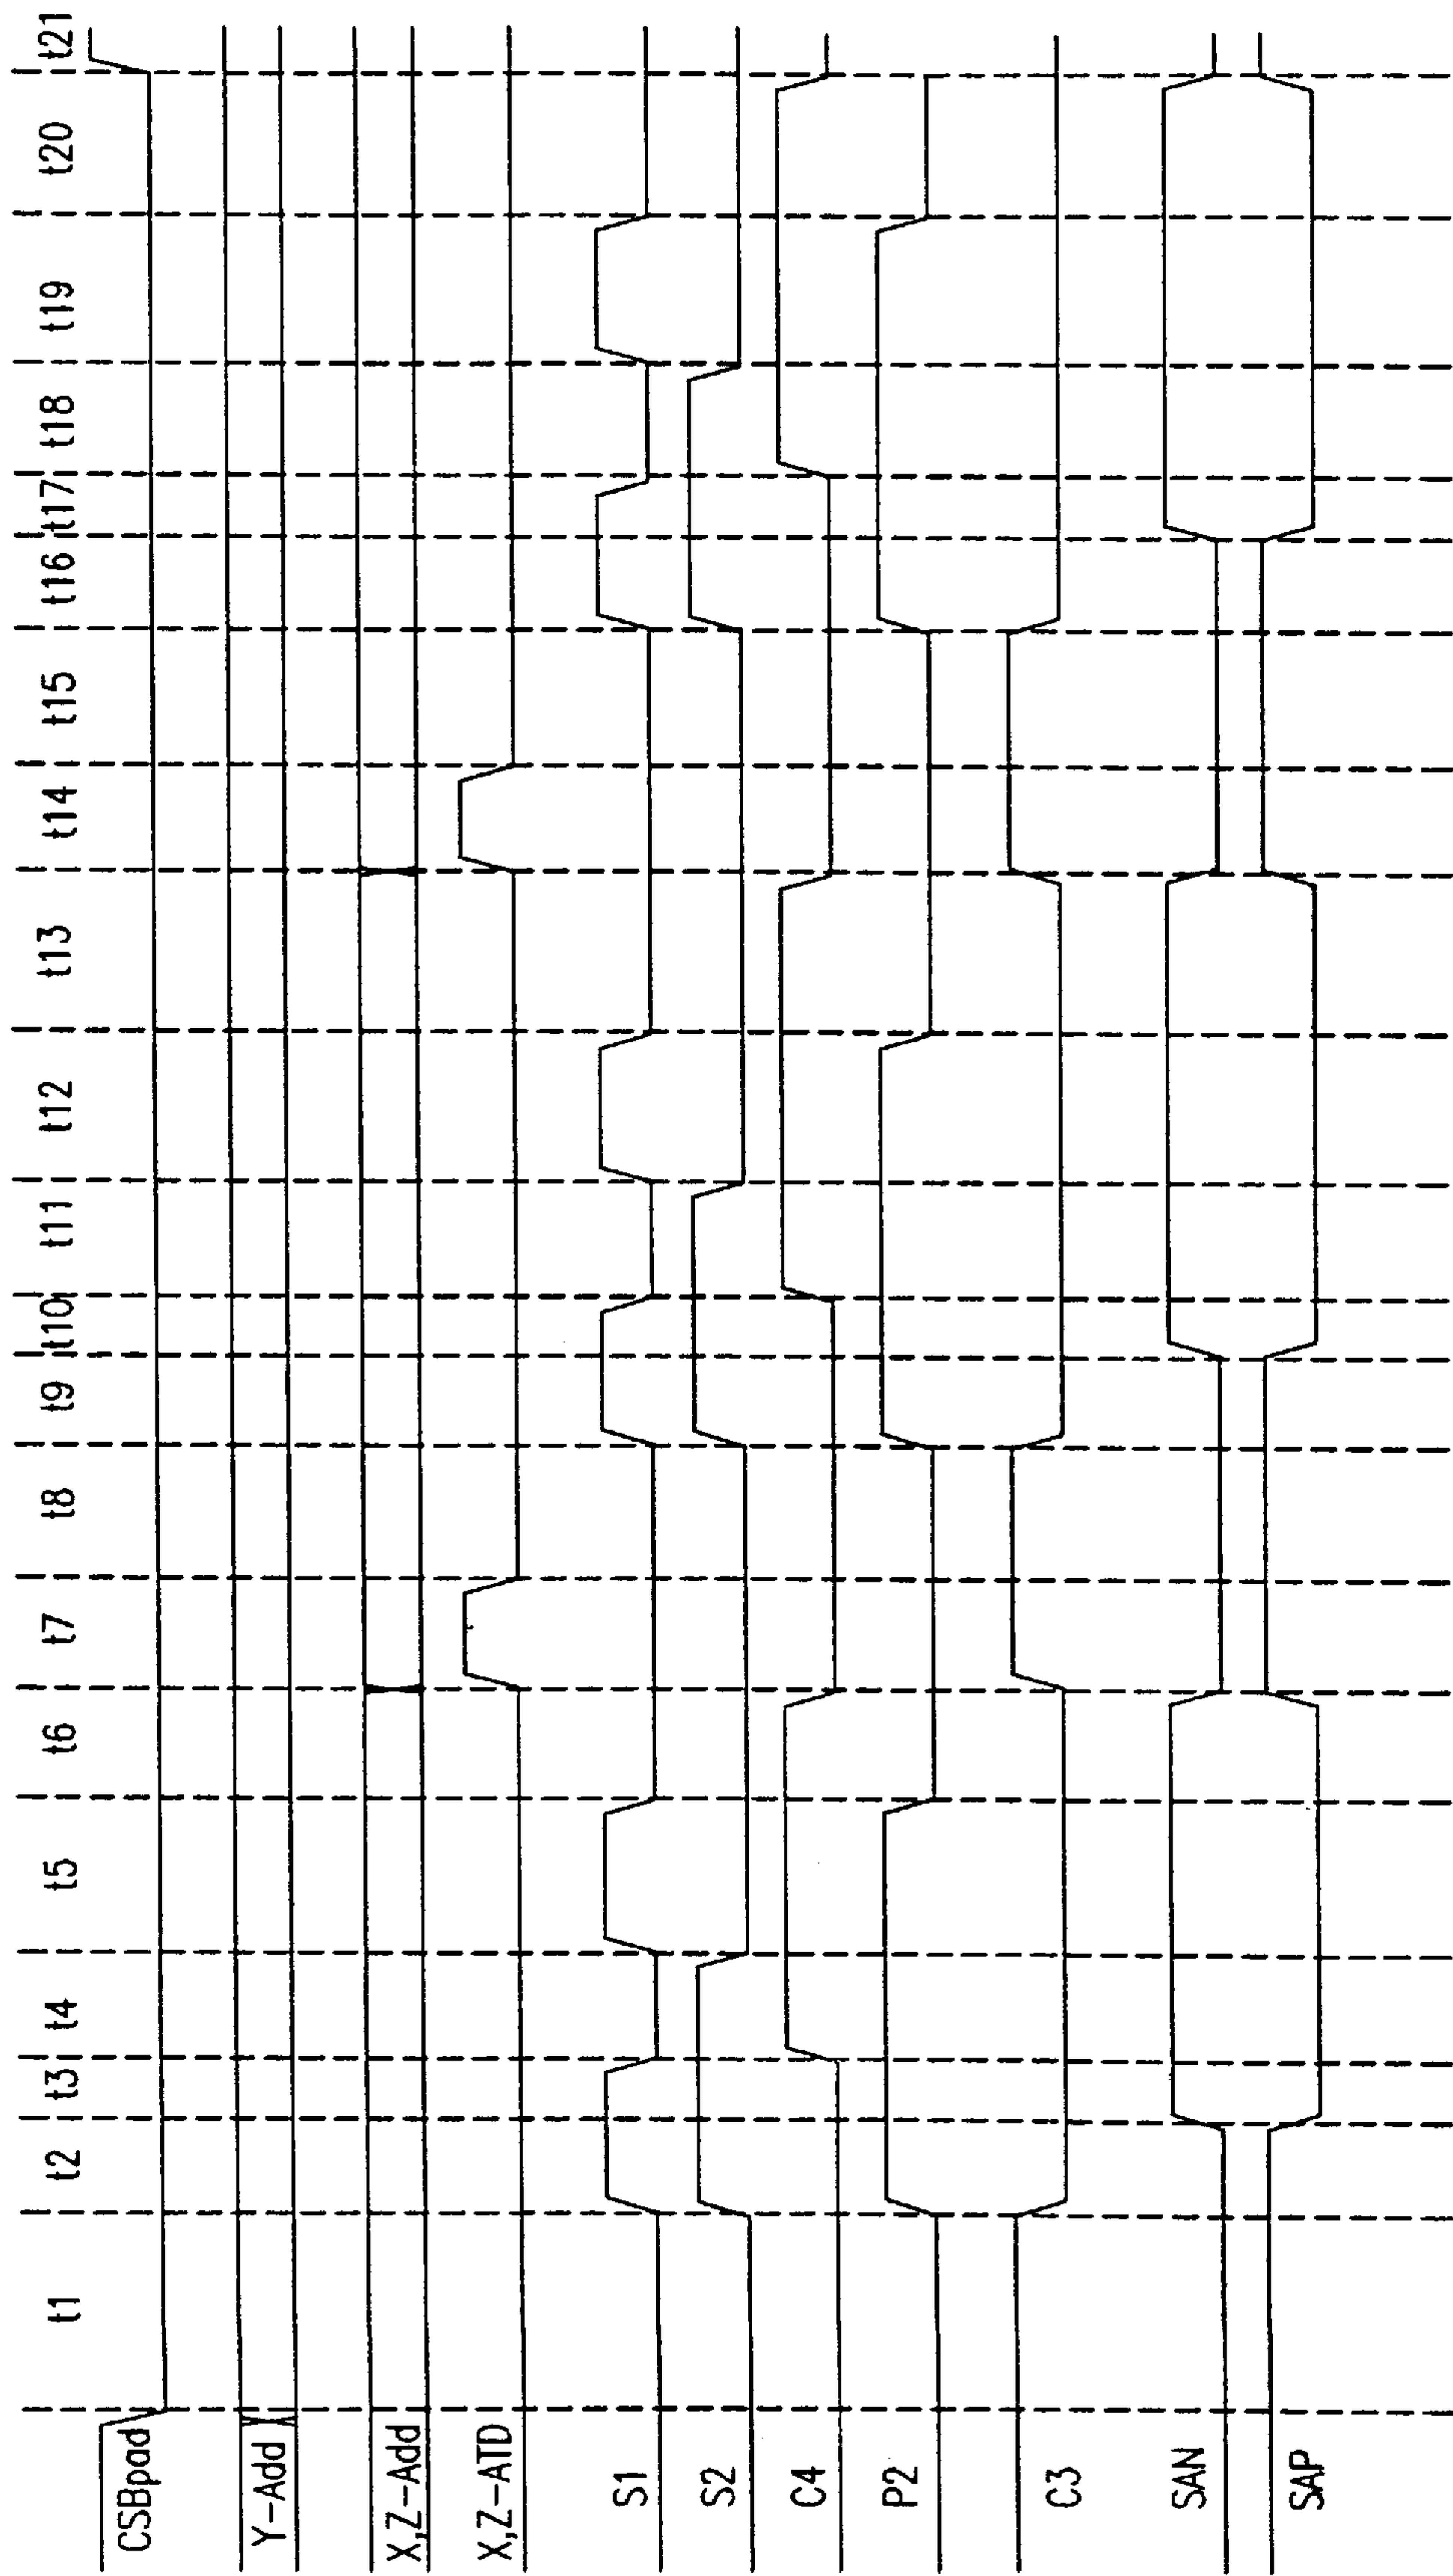 t1 t2 t3 t4 t5 t6 t7 t8 t9 t10 t11 t12 t13 t14 t15 t16 t17 t18 t19 t20 t21
CSBpad
Y-Add
X,Z-Add
X,Z-ATD
S1
S2
C4
P2
C3
SAN
SAP